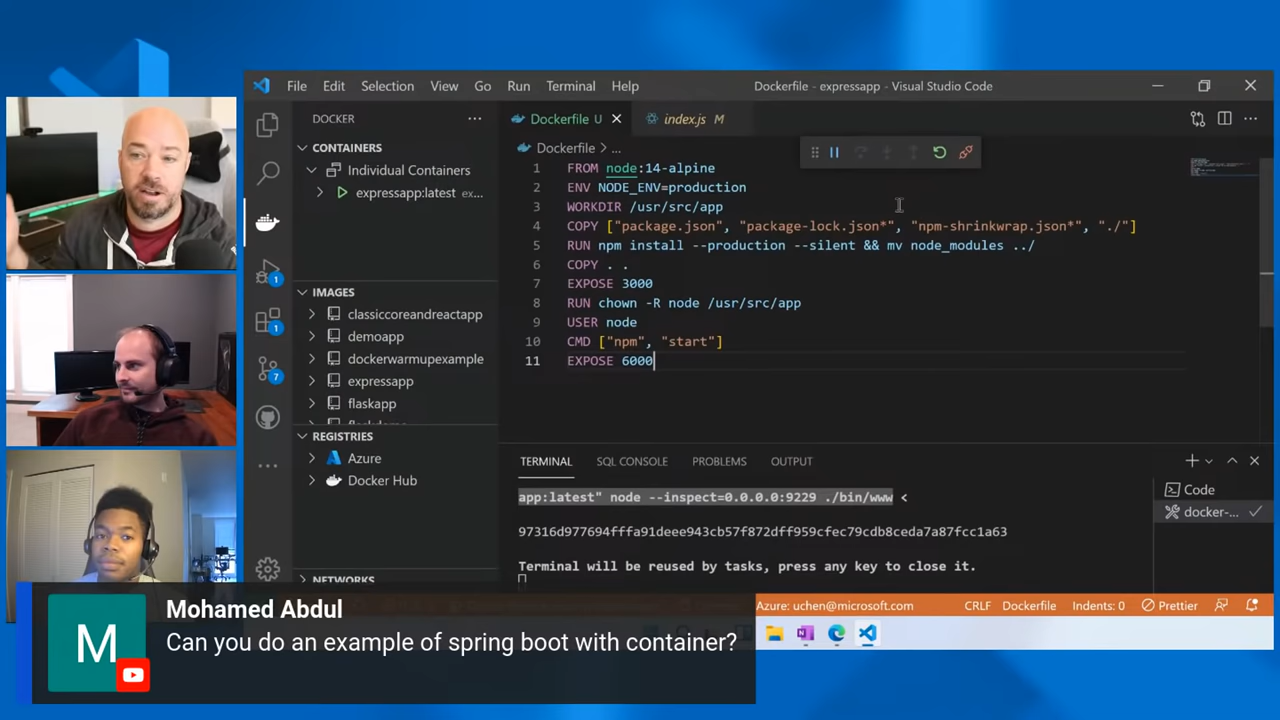 File Edit Selection View Go Run Terminal Help
Dockerfile - expressapp - Visual Studio Code
DOCKER
CONTAINERS
Individual Containers
expressapp:latest ex...
IMAGES
classiccoreandreactapp
demoapp
dockerwarmupexample
expressapp
flaskapp
REGISTRIES
Azure
Docker Hub
NETWORKS
1
1
7
Dockerfile U
index.js M
Dockerfile > ...
1 FROM node:14-alpine
2 ENV NODE_ENV=production
3 WORKDIR /usr/src/app
4 COPY ["package.json", "package-lock.json*", "npm-shrinkwrap.json*", "./"]
5 RUN npm install --production --silent && mv node_modules ../
6 COPY . .
7 EXPOSE 3000
8 RUN chown -R node /usr/src/app
9 USER node
10 CMD ["npm", "start"]
11 EXPOSE 6000
TERMINAL SQL CONSOLE PROBLEMS OUTPUT
app:latest" node --inspect=0.0.0.0:9229 ./bin/www <
97316d977694fffa91deee943cb57f872dff959cfec79cdb8ceda7a87fcc1a63
Terminal will be reused by tasks, press any key to close it.
Code
docker-...
Azure: uchen@microsoft.com CRLF Dockerfile Indents: 0 Prettier
M
Mohamed Abdul
Can you do an example of spring boot with container?